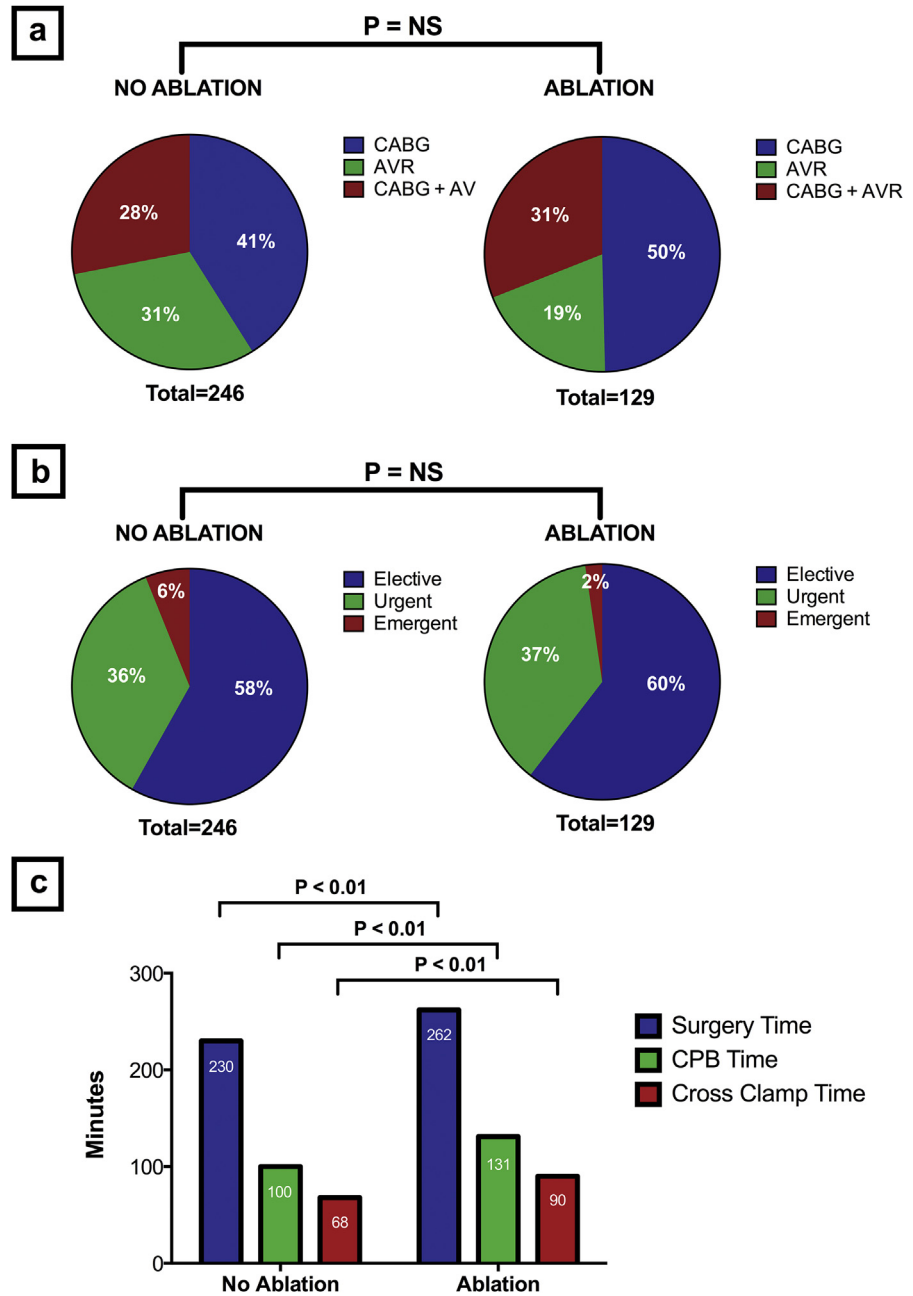 a
P = NS
NO ABLATION
ABLATION
CABG
AVR
CABG + AV
28%
41%
31%
Total=246
CABG
AVR
CABG + AVR
31%
50%
19%
Total=129
b
P = NS
NO ABLATION
ABLATION
Elective
Urgent
Emergent
6%
36%
58%
Total=246
Elective
Urgent
Emergent
2%
37%
60%
Total=129
c
P < 0.01
P < 0.01
P < 0.01
Minutes
300
200
100
0
230
100
68
262
131
90
No Ablation
Ablation
Surgery Time
CPB Time
Cross Clamp Time